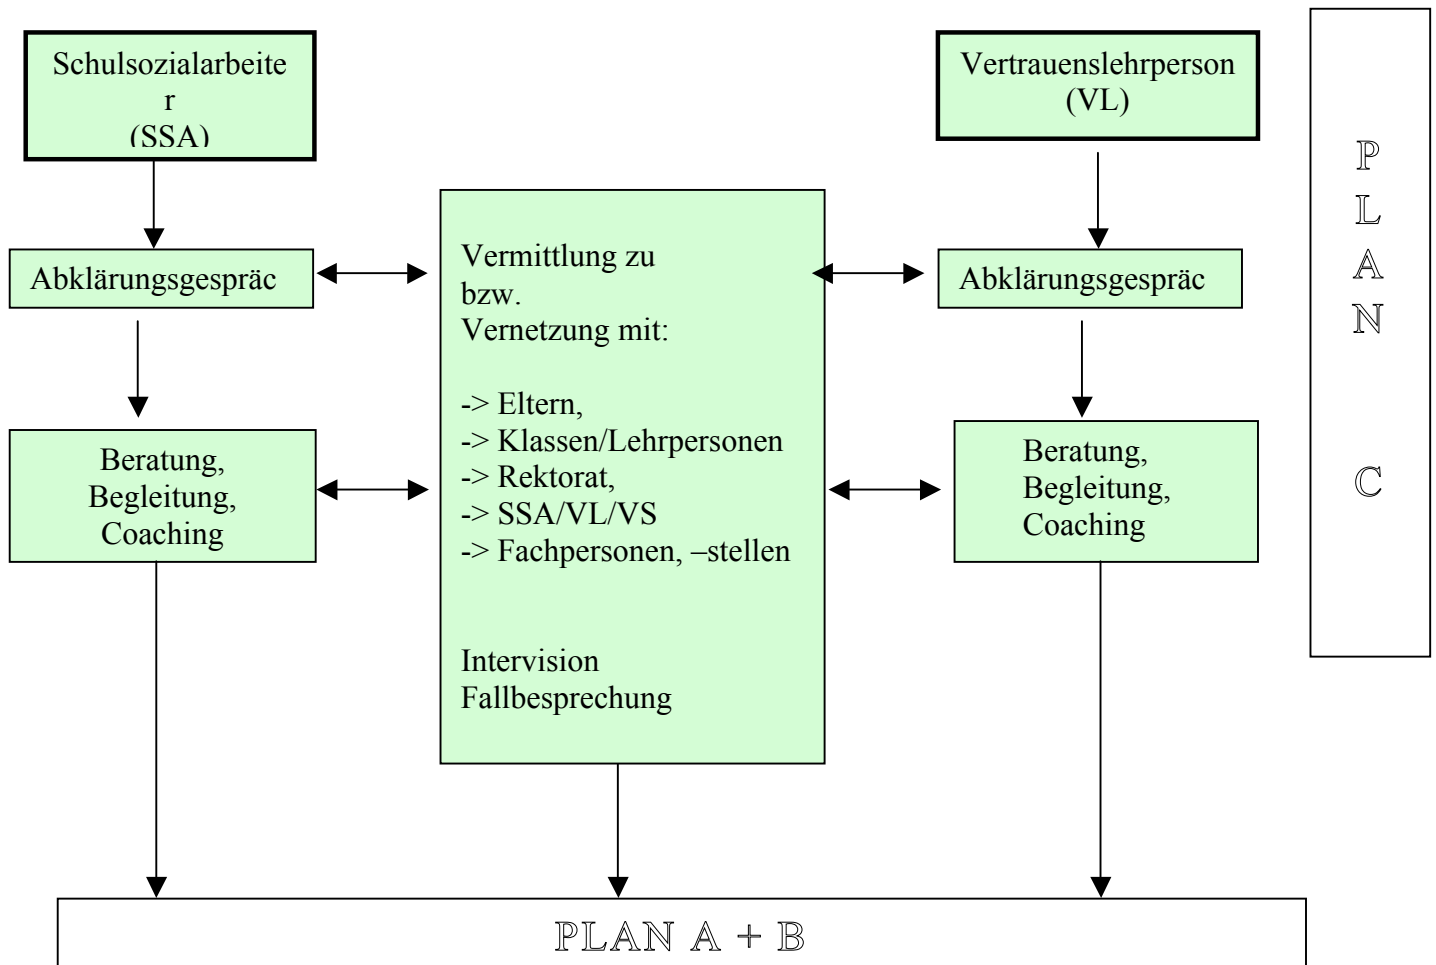 Schulsozialarbeite
r
(SSA)
Vertrauenslehrperson
(VL)
P
L
A
N
C
Abklärungsgespräc
Vermittlung zu
bzw.
Vernetzung mit:
-> Eltern,
-> Klassen/Lehrpersonen
-> Rektorat,
-> SSA/VL/VS
-> Fachpersonen, –stellen
Intervision
Fallbesprechung
Abklärungsgespräc
Beratung,
Begleitung,
Coaching
Beratung,
Begleitung,
Coaching
PLAN A + B